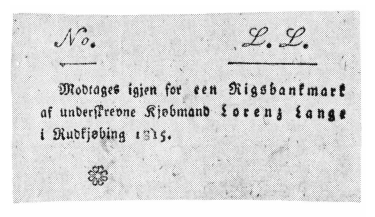 No. L. L.
Modtages igjen for een Rigsbankmark
af underskrevne Kjøbmand Lorenz Lange
i Rudkjøbing 1815.